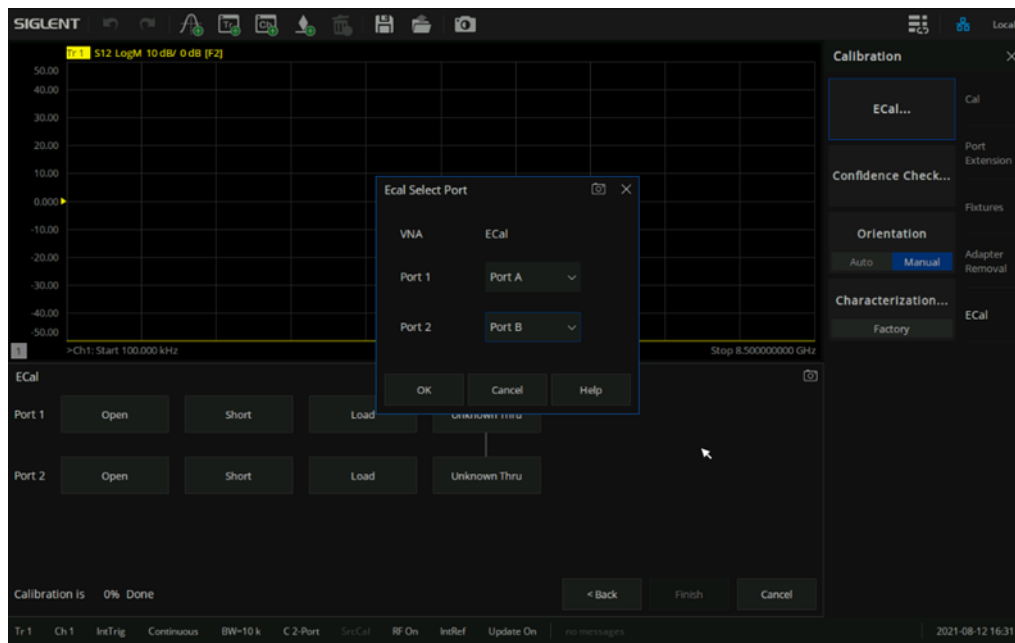 SIGLENT
Local
Tr 1 S12 LogM 10 dB/ 0 dB [F2]
50.00
40.00
30.00
20.00
10.00
0.000
-10.00
-20.00
-30.00
-40.00
-50.00
1 >Ch1: Start 100.000 kHz Stop 8.500000000 GHz
Calibration
ECal...
Confidence Check...
Orientation
Auto Manual
Characterization...
Factory
Cal
Port
Extension
Fixtures
Adapter
Removal
ECal
Ecal Select Port
VNA ECal
Port 1 Port A
Port 2 Port B
OK Cancel Help
ECal
Port 1 Open Short Load Unknown Thru
Port 2 Open Short Load Unknown Thru
Calibration is 0% Done
< Back Finish Cancel
Tr 1 Ch 1 IntTrig Continuous BW=10 k C 2-Port SrcCal RF On IntRef Update On no messages 2021-08-12 16:31